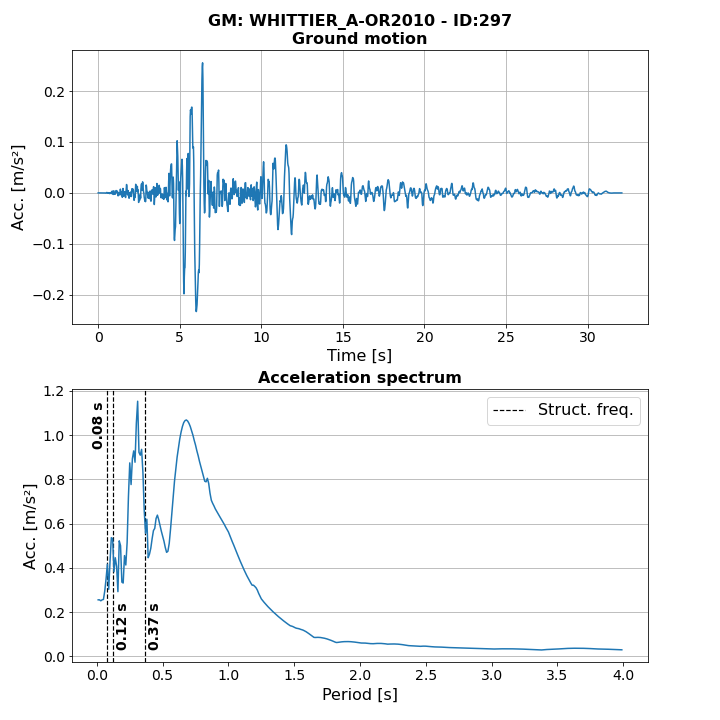 GM: WHITTIER_A-OR2010 - ID:297
Ground motion
0.2
0.1
0.0
−0.1
−0.2
Acc. [m/s²]
0 5 10 15 20 25 30
Time [s]
Acceleration spectrum
1.2
1.0
0.8
0.6
0.4
0.2
0.0
Acc. [m/s²]
Struct. freq.
0.08 s
0.12 s
0.37 s
0.0 0.5 1.0 1.5 2.0 2.5 3.0 3.5 4.0
Period [s]